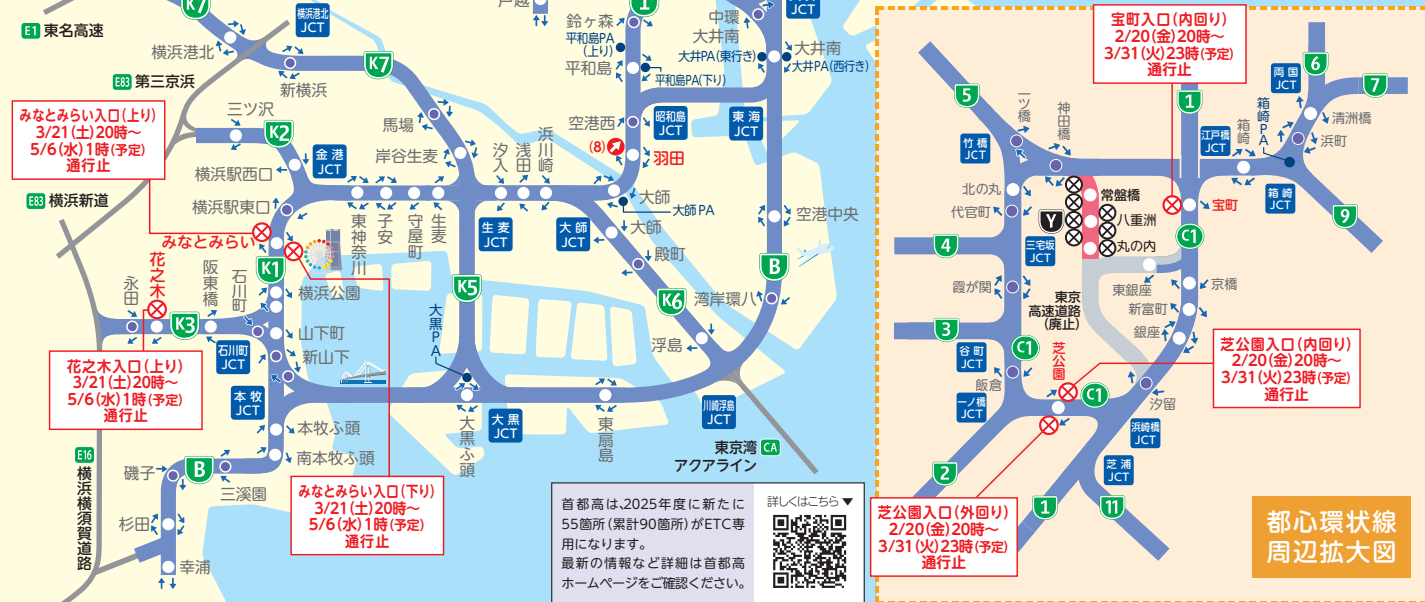 E1 東名高速
K7
横浜港北
横浜港北
JCT
新横浜
K7
E83 第三京浜
みなとみらい入口(上り)
3/21(土)20時～
5/6(水)1時(予定)
通行止
三ツ沢
K2
金港
JCT
横浜駅西口
E83 横浜新道
横浜駅東口
みなとみらい
K1
馬場
岸谷生麦
東神奈川
子安
守屋町
生麦
生麦
JCT
汐入
浅田
浜川崎
大師
JCT
大師
大師PA
大師
殿町
K6
浮島
K5
大黒PA
花之木
永田
K3
阪東橋
石川町
石川町
JCT
横浜公園
山下町
新山下
花之木入口(上り)
3/21(土)20時～
5/6(水)1時(予定)
通行止
本牧
JCT
本牧ふ頭
南本牧ふ頭
E16
横浜横須賀道路
磯子
B
三溪園
杉田
幸浦
みなとみらい入口(下り)
3/21(土)20時～
5/6(水)1時(予定)
通行止
大黒ふ頭
大黒
JCT
東扇島
川崎浮島
JCT
東京湾 CA
アクアライン
戸越
1
鈴ヶ森
平和島PA
(上り)
平和島
平和島PA(下り)
空港西
(8)
羽田
昭和島
JCT
東海
JCT
中環
大井南
大井PA(東行き)
大井南
大井PA(西行き)
JCT
空港中央
B
湾岸環八
首都高は、2025年度に新たに
55箇所(累計90箇所)がETC専
用になります。
最新の情報など詳細は首都高
ホームページをご確認ください。
詳しくはこちら▼
宝町入口(内回り)
2/20(金)20時～
3/31(火)23時(予定)
通行止
5
一ツ橋
神田橋
竹橋
JCT
1
江戸橋
JCT
箱崎
箱崎PA
両国
JCT
6
7
清洲橋
浜町
箱崎
JCT
9
北の丸
代官町
4
三宅坂
JCT
Y
常盤橋
八重洲
丸の内
宝町
C1
霞が関
東京
高速道路
(廃止)
東銀座
新富町
銀座
京橋
3
谷町
JCT
C1
飯倉
一ノ橋
JCT
芝公園
C1
汐留
浜崎橋
JCT
芝浦
JCT
2
1
11
芝公園入口(内回り)
2/20(金)20時～
3/31(火)23時(予定)
通行止
芝公園入口(外回り)
2/20(金)20時～
3/31(火)23時(予定)
通行止
都心環状線
周辺拡大図